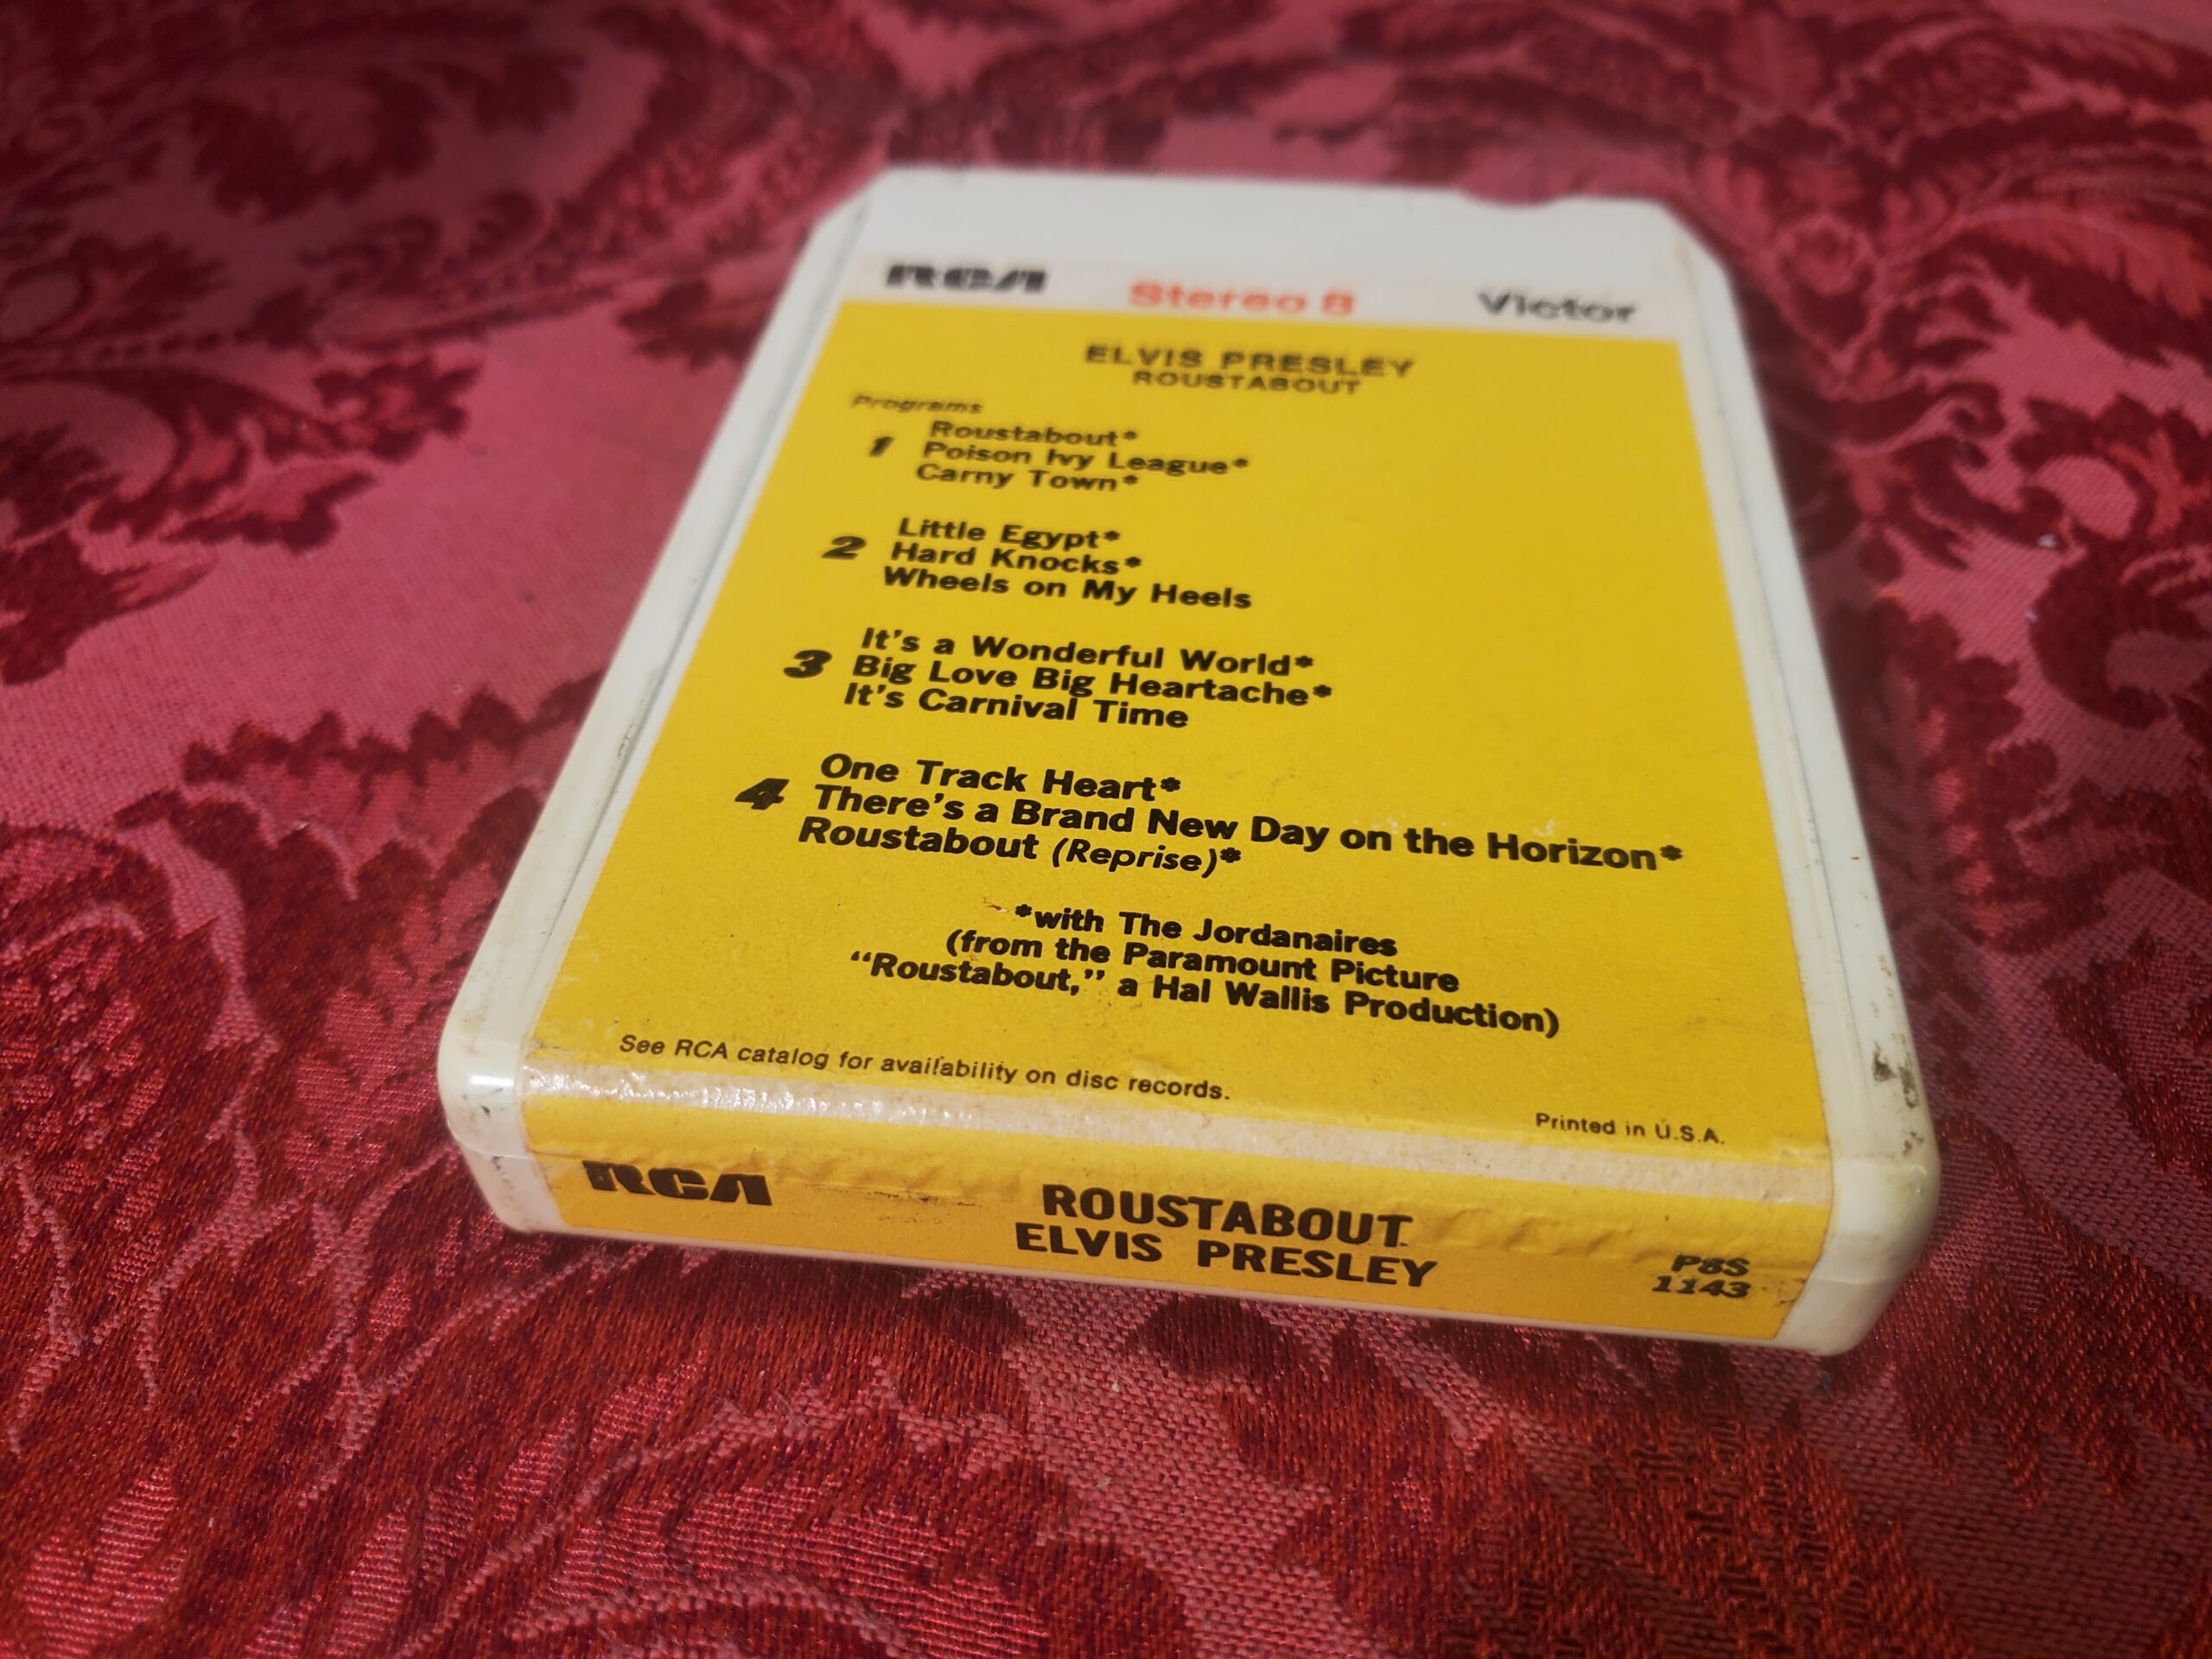 RCA Stereo 8 Victor
ELVIS PRESLEY
ROUSTABOUT
Programs
1 Roustabout*
Poison Ivy League*
Carny Town*
2 Little Egypt*
Hard Knocks*
Wheels on My Heels
3 It's a Wonderful World*
Big Love Big Heartache*
It's Carnival Time
4 One Track Heart*
There's a Brand New Day on the Horizon*
Roustabout (Reprise)*
*with The Jordanaires
(from the Paramount Picture
“Roustabout,” a Hal Wallis Production)
See RCA catalog for availability on disc records.
Printed in U.S.A.
RCA
ROUSTABOUT
ELVIS PRESLEY
P8S
1143